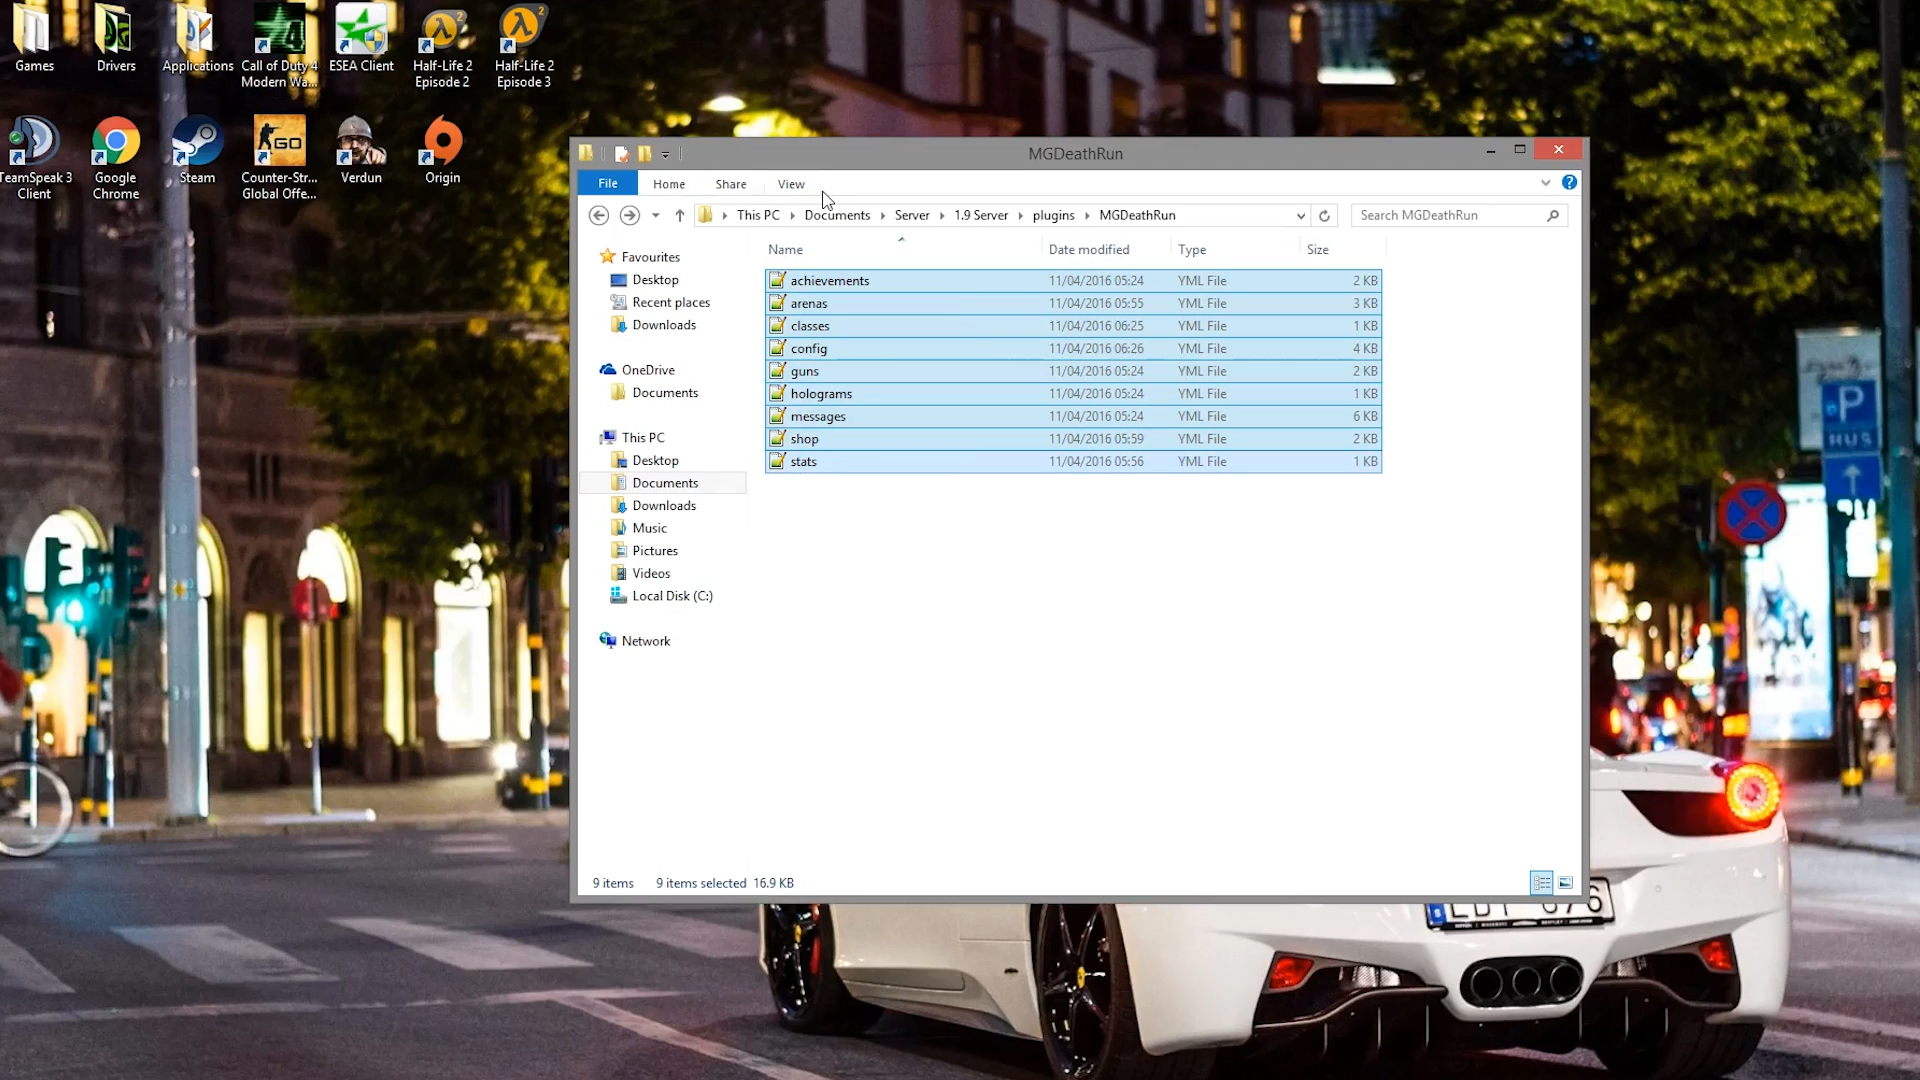 Games
Drivers
Applications
Call of Duty 4
Modern Wa...
ESEA Client
Half-Life 2
Episode 2
Half-Life 2
Episode 3
TeamSpeak 3
Client
Google
Chrome
Steam
Counter-Str...
Global Offe...
Verdun
Origin
MGDeathRun
File Home Share View
This PC Documents Server 1.9 Server plugins MGDeathRun
Search MGDeathRun
Name Date modified Type Size
achievements 11/04/2016 05:24 YML File 2 KB
arenas 11/04/2016 05:55 YML File 3 KB
classes 11/04/2016 06:25 YML File 1 KB
config 11/04/2016 06:26 YML File 4 KB
guns 11/04/2016 05:24 YML File 2 KB
holograms 11/04/2016 05:24 YML File 1 KB
messages 11/04/2016 05:24 YML File 6 KB
shop 11/04/2016 05:59 YML File 2 KB
stats 11/04/2016 05:56 YML File 1 KB
Favourites
Desktop
Recent places
Downloads
OneDrive
Documents
This PC
Desktop
Documents
Downloads
Music
Pictures
Videos
Local Disk (C:)
Network
9 items 9 items selected 16.9 KB
P
HUS